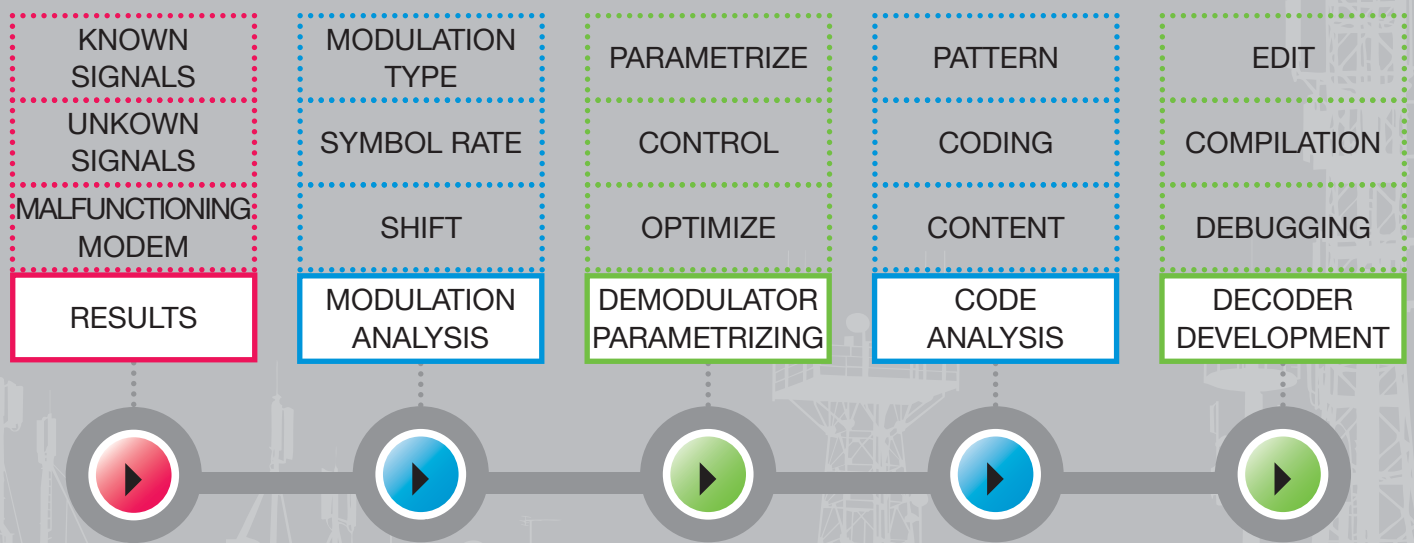 KNOWN
SIGNALS
UNKOWN
SIGNALS
MALFUNCTIONING
MODEM
RESULTS
MODULATION
TYPE
SYMBOL RATE
SHIFT
MODULATION
ANALYSIS
PARAMETRIZE
CONTROL
OPTIMIZE
DEMODULATOR
PARAMETRIZING
PATTERN
CODING
CONTENT
CODE
ANALYSIS
EDIT
COMPILATION
DEBUGGING
DECODER
DEVELOPMENT